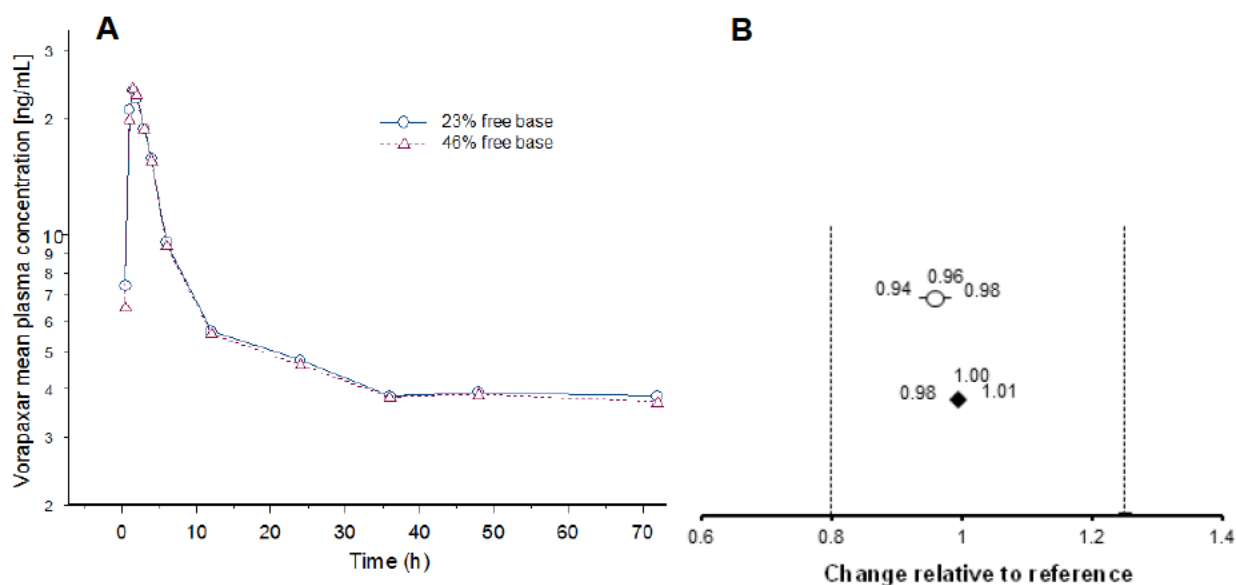 A
B
Vorapaxar mean plasma concentration [ng/mL]
3
2
10
9
8
7
6
5
4
3
2
23% free base
46% free base
0 10 20 30 40 50 60 70
Time (h)
0.96
0.94 0.98
1.00
0.98 1.01
0.6 0.8 1 1.2 1.4
Change relative to reference